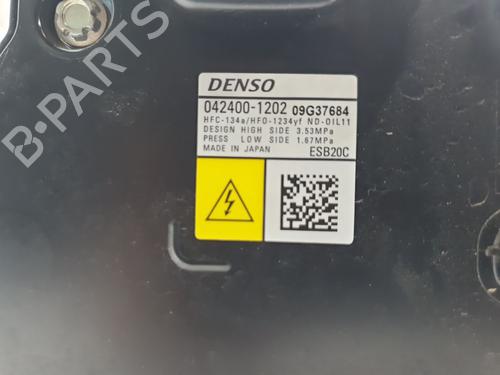 B-PARTS
DENSO
042400-1202 09G37684
HFC-134a/HFO-1234yf ND-OIL11
DESIGN HIGH SIDE 3.53MPa
PRESS LOW SIDE 1.67MPa
MADE IN JAPAN ESB20C